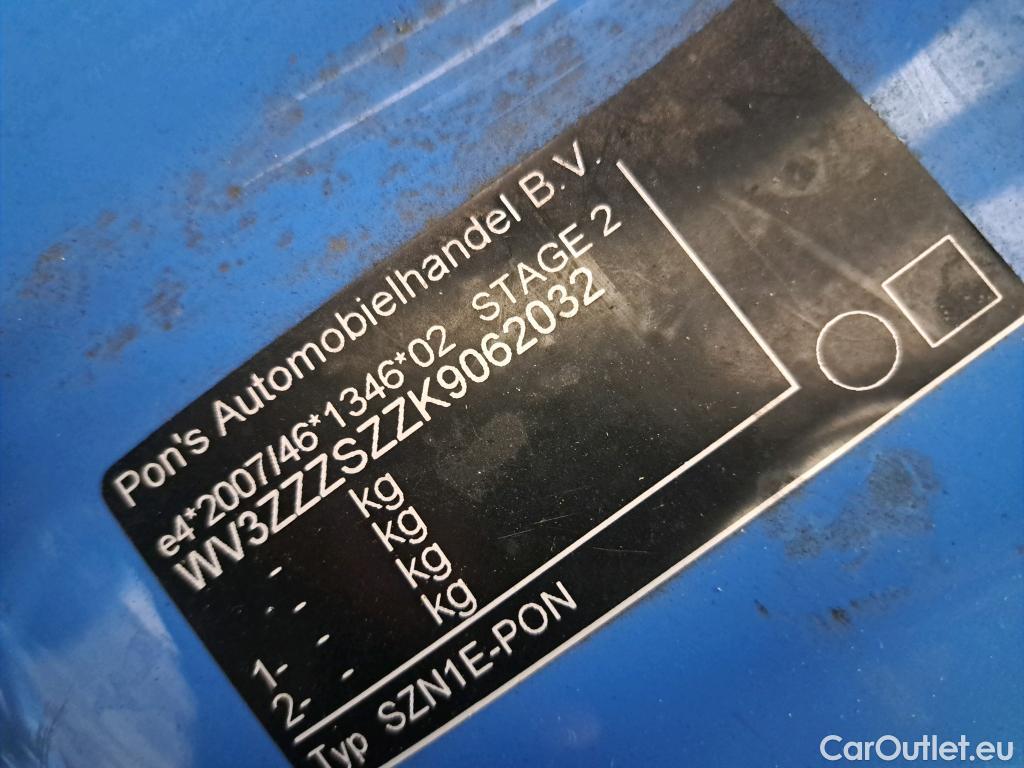 Pon's Automobielhandel B.V.
e4*2007/46*1346*02 STAGE 2
WV3ZZZSZZK9062032
- kg
- - kg
1- - kg
2- - kg
Typ SZN1E-PON
CarOutlet.eu